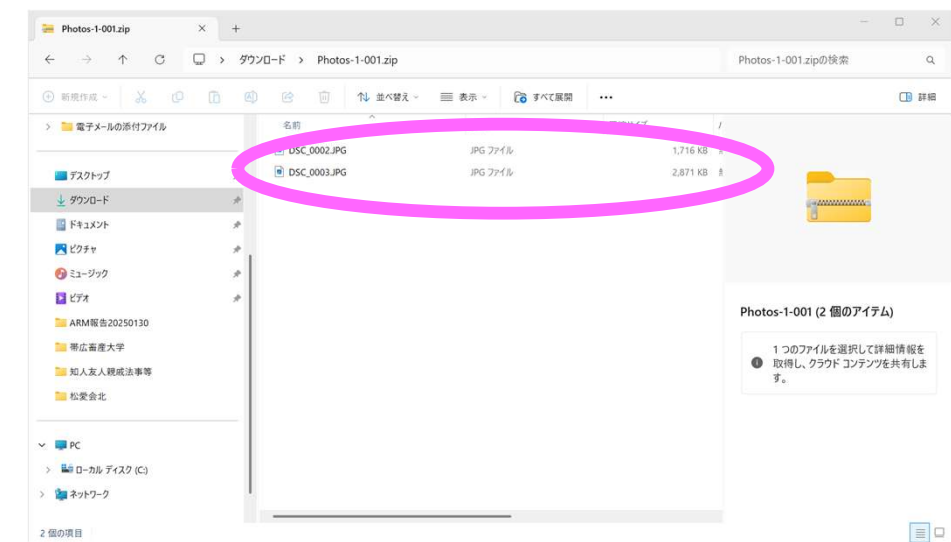 Photos-1-001.zip
ダウンロード > Photos-1-001.zip
Photos-1-001.zipの検索
新規作成
並べ替え
表示
すべて展開
詳細
電子メールの添付ファイル
デスクトップ
ダウンロード
ドキュメント
ピクチャ
ミュージック
ビデオ
ARM報告20250130
帯広畜産大学
知人友人親戚法事等
松愛会北
PC
ローカル ディスク (C:)
ネットワーク
名前
DSC_0002.JPG JPG ファイル 1,716 KB
DSC_0003.JPG JPG ファイル 2,871 KB
Photos-1-001 (2 個のアイテム)
1 つのファイルを選択して詳細情報を
取得し、クラウド コンテンツを共有しま
す。
2 個の項目